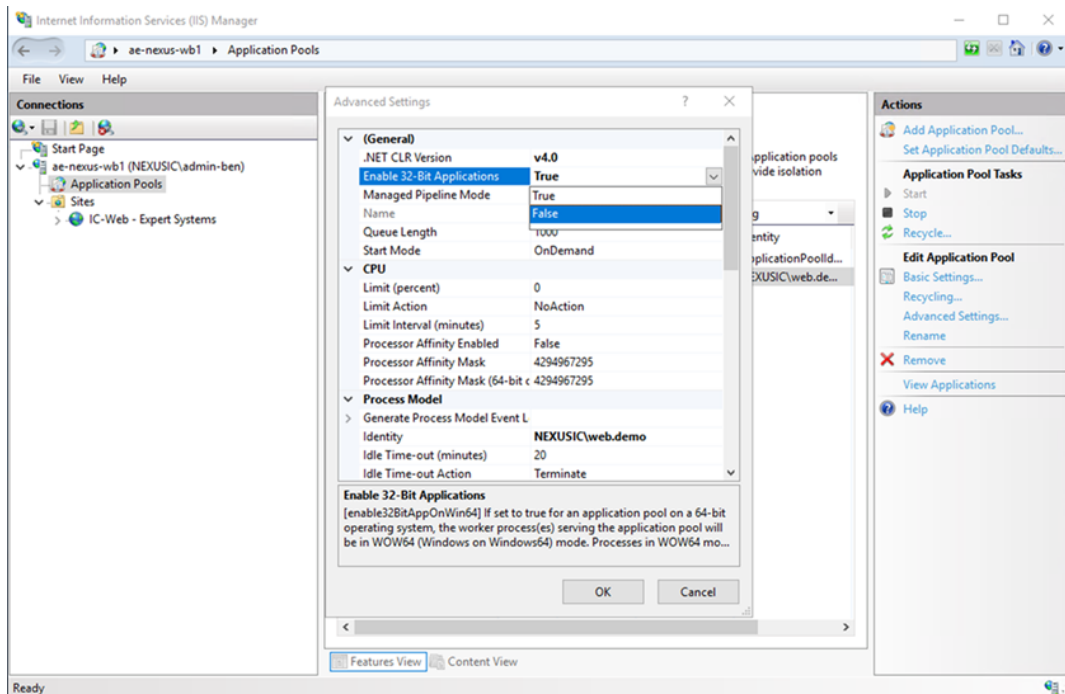 Internet Information Services (IIS) Manager
ae-nexus-wb1 Application Pools
File View Help
Connections
Start Page
ae-nexus-wb1 (NEXUSIC\admin-ben)
Application Pools
Sites
IC-Web - Expert Systems
Advanced Settings
? 
(General)
.NET CLR Version v4.0
Enable 32-Bit Applications True
Managed Pipeline Mode
True
Name
False
Queue Length 1000
Start Mode OnDemand
CPU
Limit (percent) 0
Limit Action NoAction
Limit Interval (minutes) 5
Processor Affinity Enabled False
Processor Affinity Mask 4294967295
Processor Affinity Mask (64-bit c 4294967295
Process Model
Generate Process Model Event L
Identity NEXUSIC\web.demo
Idle Time-out (minutes) 20
Idle Time-out Action Terminate
Enable 32-Bit Applications
[enable32BitAppOnWin64] If set to true for an application pool on a 64-bit
operating system, the worker process(es) serving the application pool will
be in WOW64 (Windows on Windows64) mode. Processes in WOW64 mo...
OK Cancel
pplication pools
vide isolation
g
entity
pplicationPoolId...
EXUSIC\web.de...
Features View Content View
Actions
Add Application Pool...
Set Application Pool Defaults...
Application Pool Tasks
Start
Stop
Recycle...
Edit Application Pool
Basic Settings...
Recycling...
Advanced Settings...
Rename
Remove
View Applications
Help
Ready